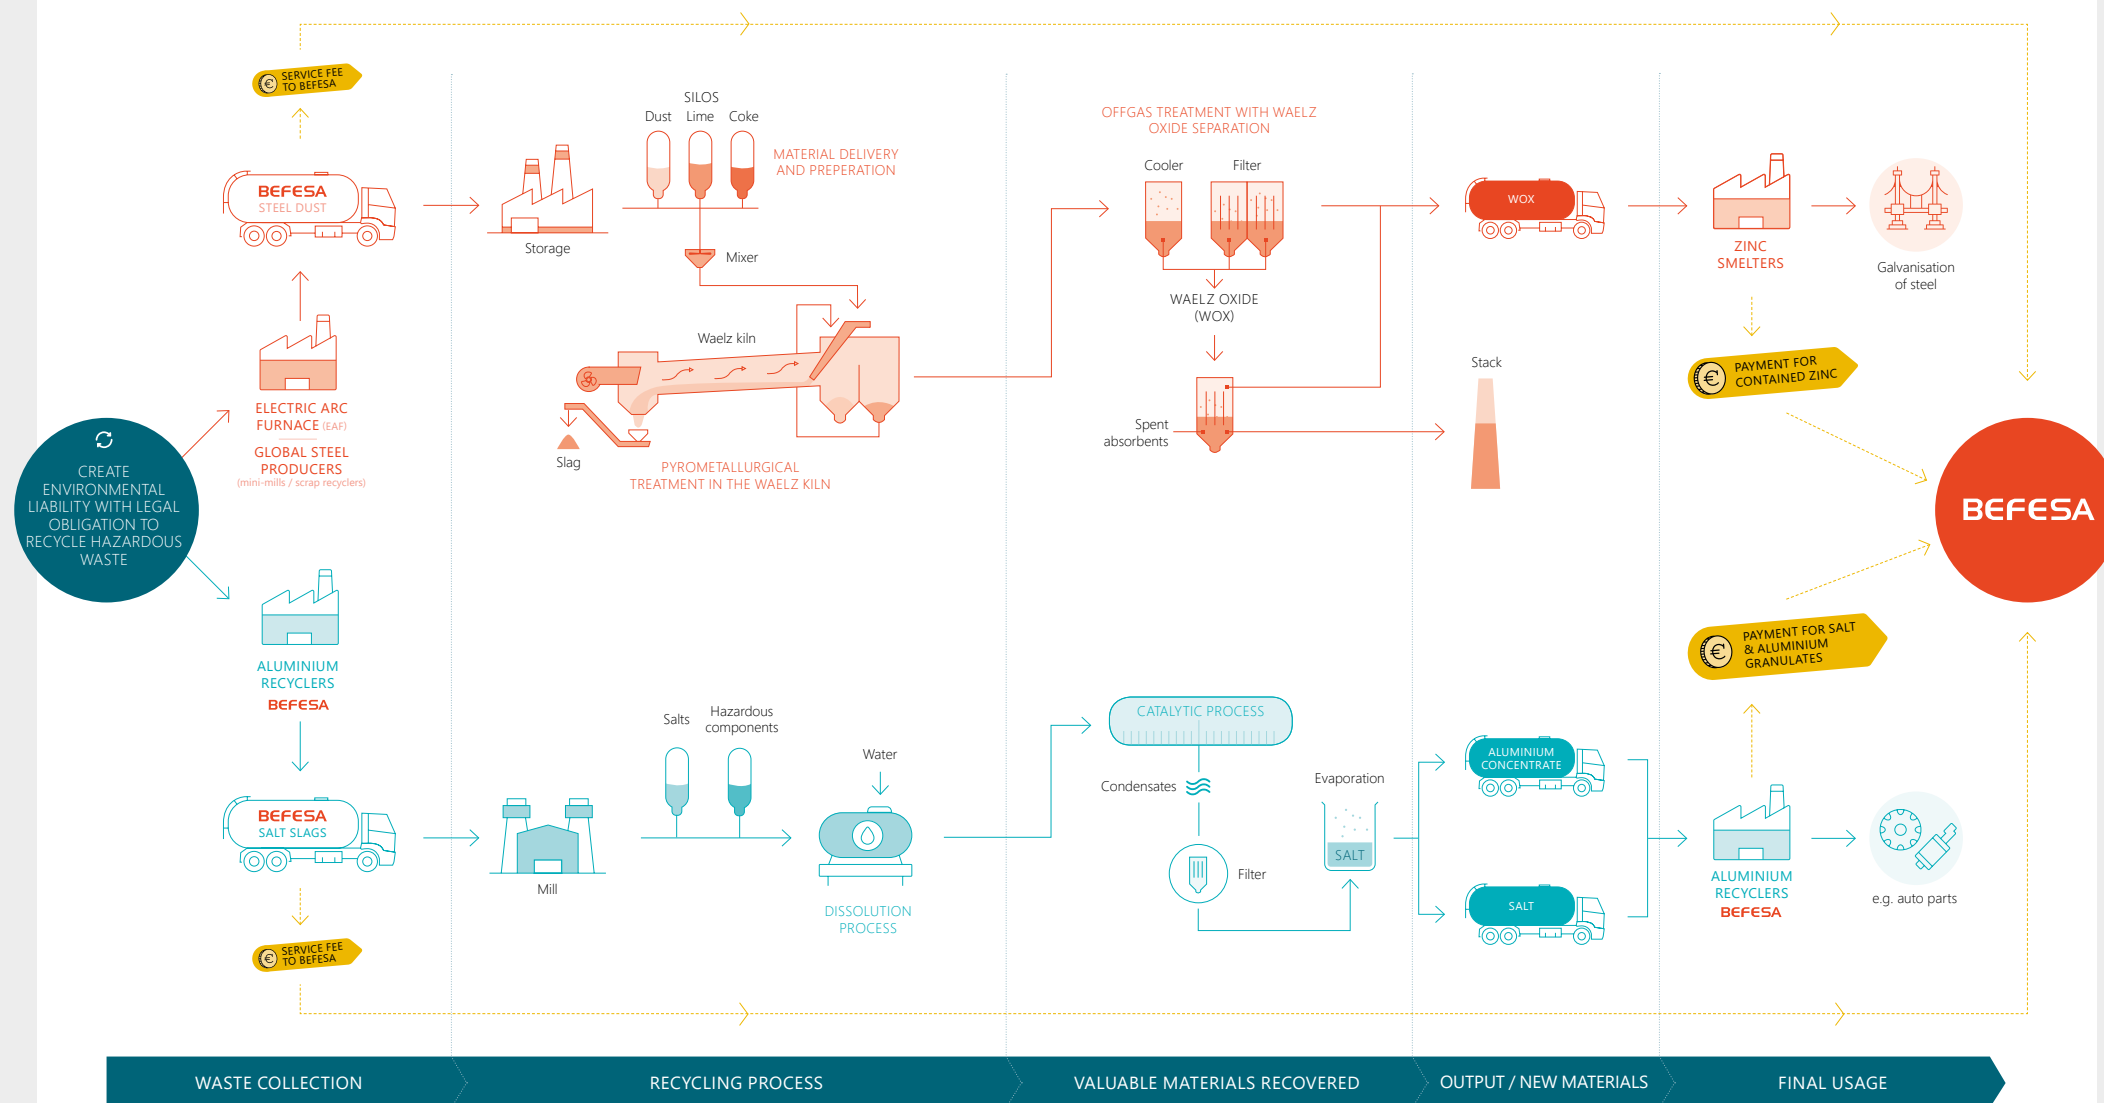 SERVICE FEE
TO BEFESA
BEFESA
STEEL DUST
ELECTRIC ARC
FURNACE (EAF)
GLOBAL STEEL
PRODUCERS
(mini-mills / scrap recyclers)
CREATE
ENVIRONMENTAL
LIABILITY WITH LEGAL
OBLIGATION TO
RECYCLE HAZARDOUS
WASTE
ALUMINIUM
RECYCLERS
BEFESA
BEFESA
SALT SLAGS
SERVICE FEE
TO BEFESA
Storage
SILOS
Dust Lime Coke
MATERIAL DELIVERY
AND PREPERATION
Mixer
Waelz kiln
Slag
PYROMETALLURGICAL
TREATMENT IN THE WAELZ KILN
OFFGAS TREATMENT WITH WAELZ
OXIDE SEPARATION
Cooler Filter
WAELZ OXIDE
(WOX)
Spent
absorbents
WOX
Stack
ZINC
SMELTERS
Galvanisation
of steel
€
PAYMENT FOR
CONTAINED ZINC
BEFESA
€
PAYMENT FOR SALT
& ALUMINIUM
GRANULATES
Mill
Salts
Hazardous
components
Water
DISSOLUTION
PROCESS
CATALYTIC PROCESS
Condensates
Filter
Evaporation
SALT
ALUMINIUM
CONCENTRATE
SALT
ALUMINIUM
RECYCLERS
BEFESA
e.g. auto parts
WASTE COLLECTION
RECYCLING PROCESS
VALUABLE MATERIALS RECOVERED
OUTPUT / NEW MATERIALS
FINAL USAGE